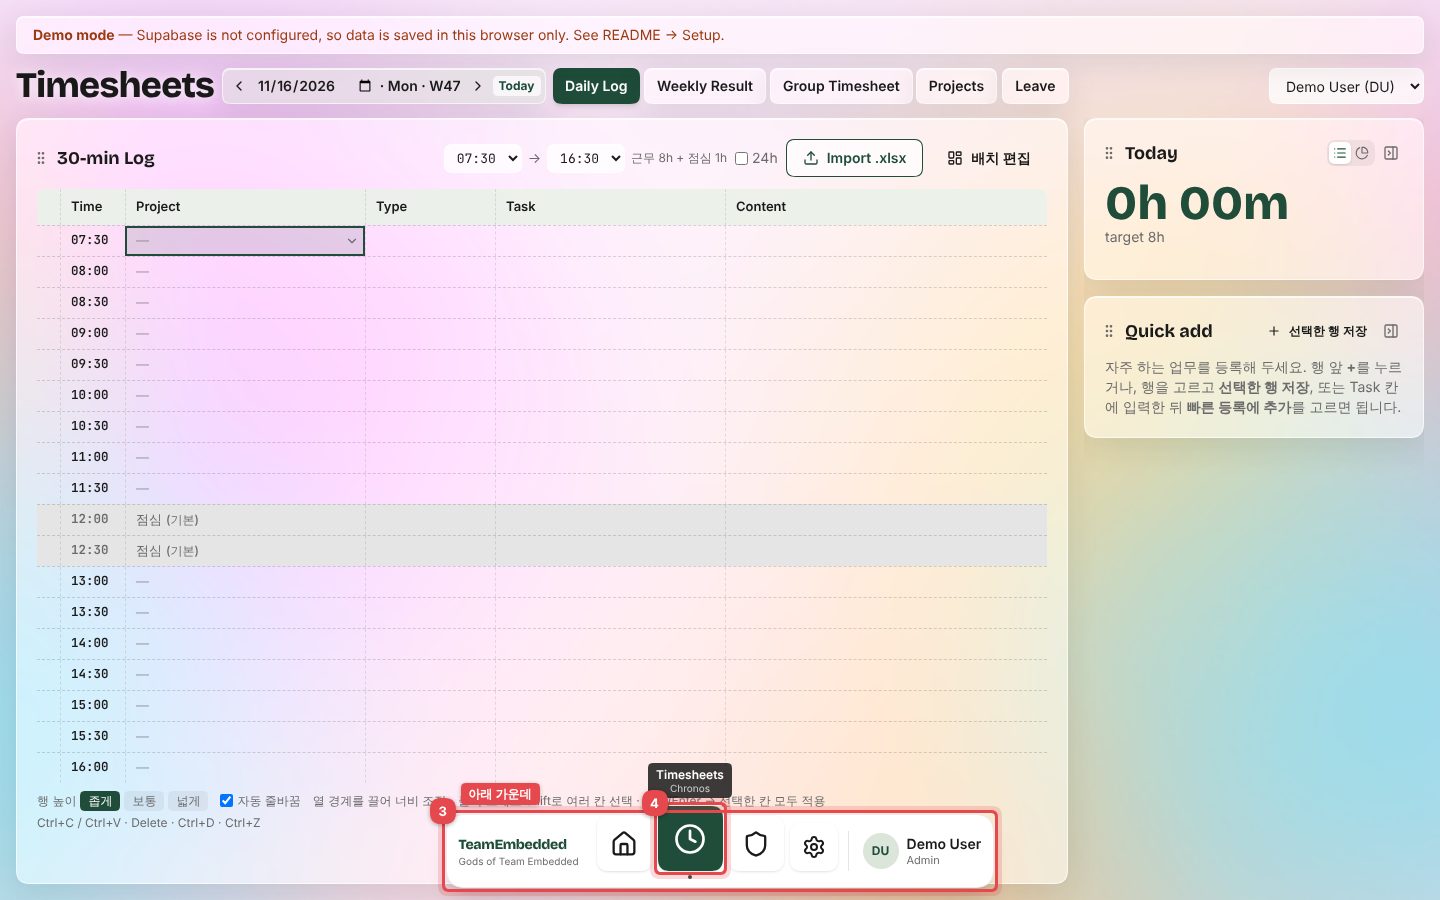 Demo mode — Supabase is not configured, so data is saved in this browser only. See README → Setup.
Timesheets
11/16/2026 · Mon · W47 Today
Daily Log
Weekly Result
Group Timesheet
Projects
Leave
Demo User (DU)
30-min Log
07:30 → 16:30 근무 8h + 점심 1h 24h
Import .xlsx
배치 편집
Time Project Type Task Content
07:30 —
08:00 —
08:30 —
09:00 —
09:30 —
10:00 —
10:30 —
11:00 —
11:30 —
12:00 점심 (기본)
12:30 점심 (기본)
13:00 —
13:30 —
14:00 —
14:30 —
15:00 —
15:30 —
16:00 —
행 높이 좁게 보통 넓게 자동 줄바꿈 열 경계를 끌어 너비 조
로 여러 칸 선택 ·
선택한 칸 모두 적용
Ctrl+C / Ctrl+V · Delete · Ctrl+D · Ctrl+Z
Today
0h 00m
target 8h
Quick add
+ 선택한 행 저장
자주 하는 업무를 등록해 두세요. 행 앞 +를 누르
거나, 행을 고르고 선택한 행 저장, 또는 Task 칸
에 입력한 뒤 빠른 등록에 추가를 고르면 됩니다.
Timesheets
Chronos
아래 가운데
3
4
TeamEmbedded
Gods of Team Embedded
DU
Demo User
Admin